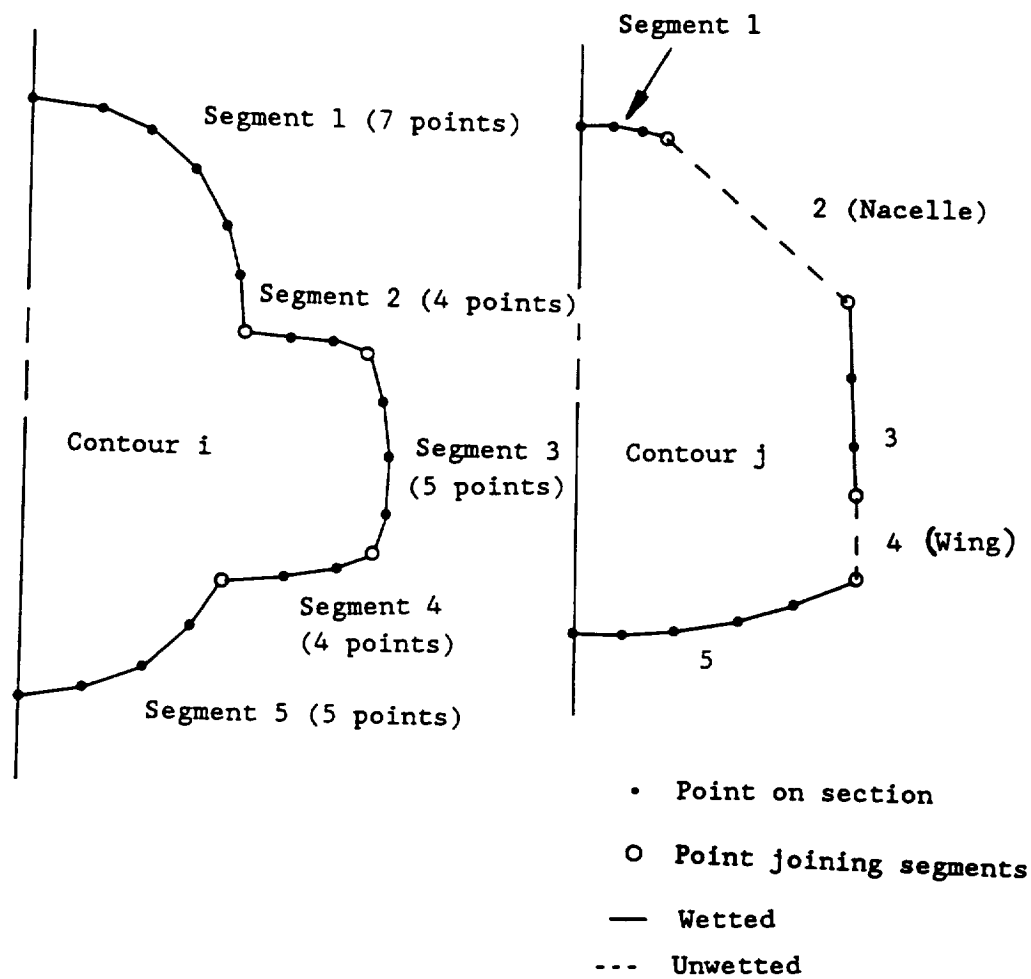 Segment 1
Segment 1 (7 points)
2 (Nacelle)
Segment 2 (4 points)
Contour i
Segment 3
(5 points)
Contour j
3
4 (Wing)
Segment 4
(4 points)
5
Segment 5 (5 points)
Point on section
Point joining segments
Wetted
Unwetted